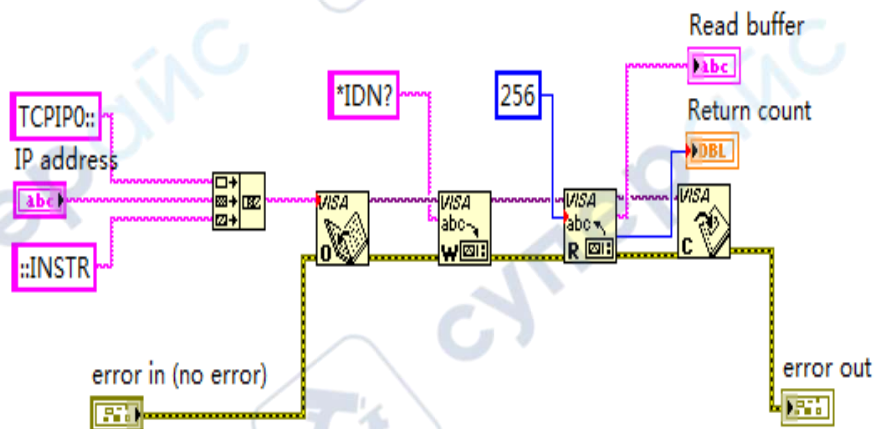 Read buffer
abc
*IDN?
256
TCPIP0::
Return count
DBL
IP address
abc
VISA
O
VISA
abc
W
VISA
abc
R
VISA
C
::INSTR
error in (no error)
error out
суперайс